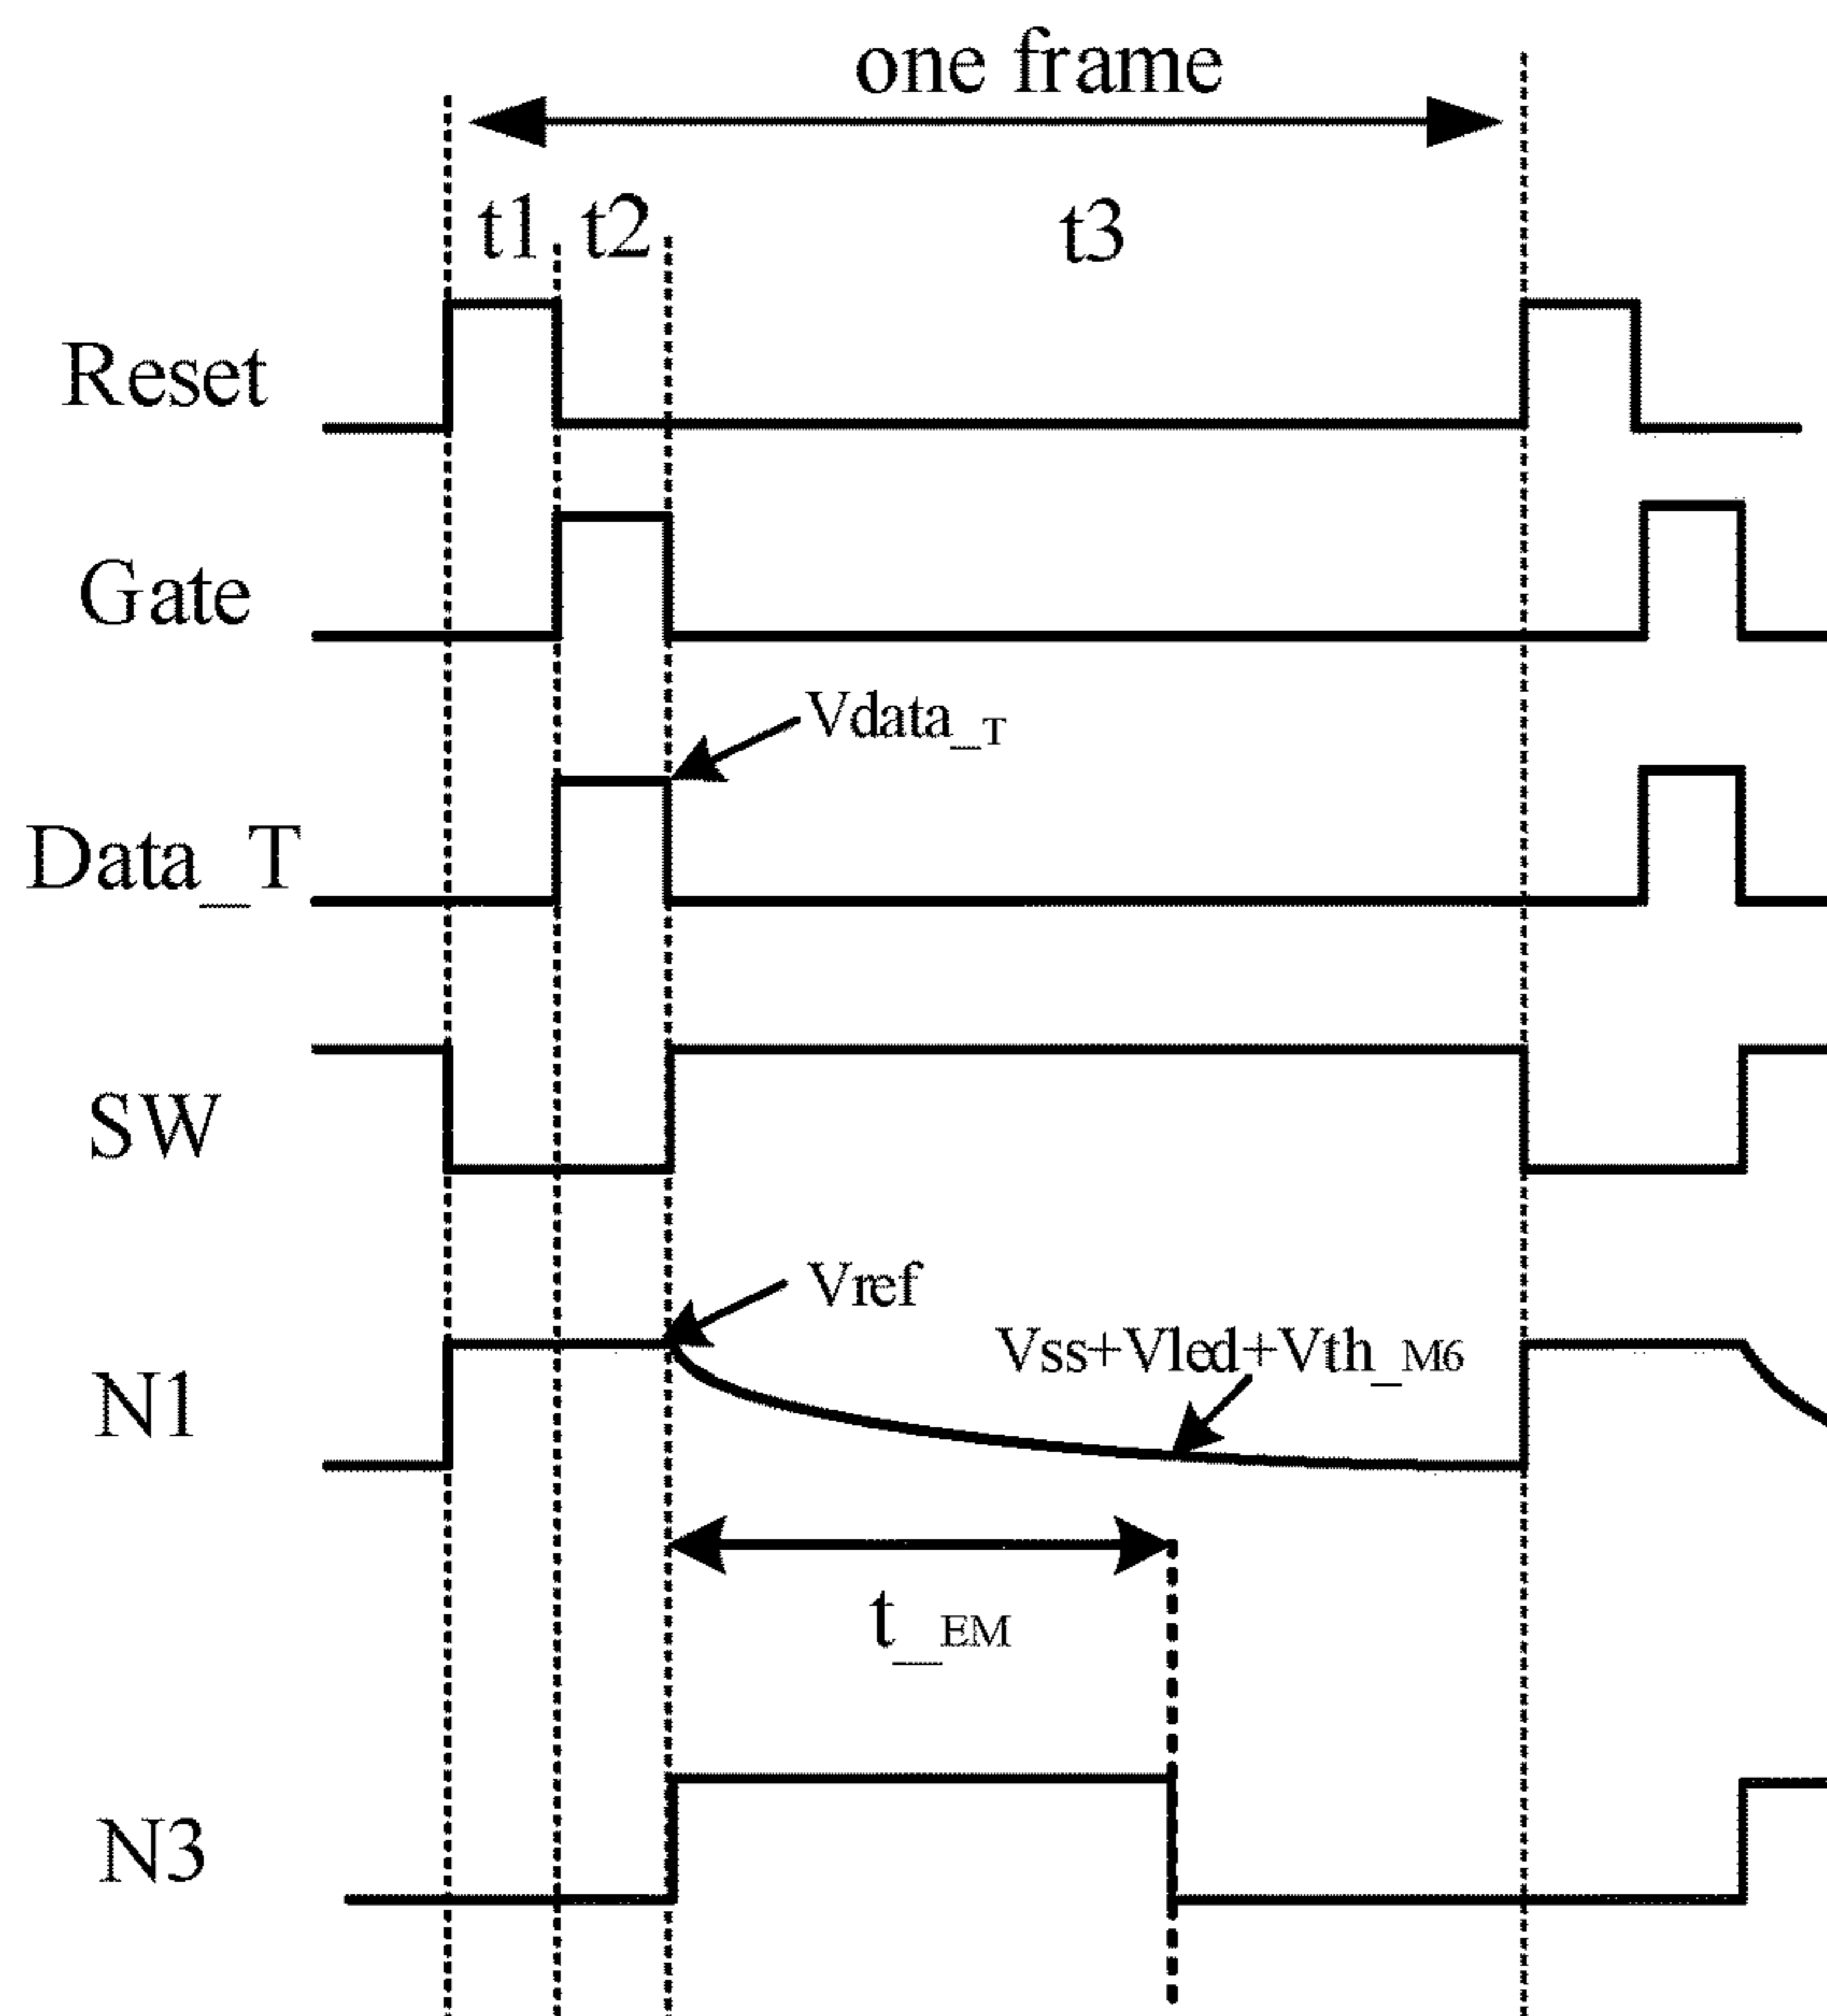 one frame
t1 t2 t3
Reset
Gate
Vdata_T
Data_T
SW
Vref
Vss+Vled+Vth_M6
N1
t_EM
N3